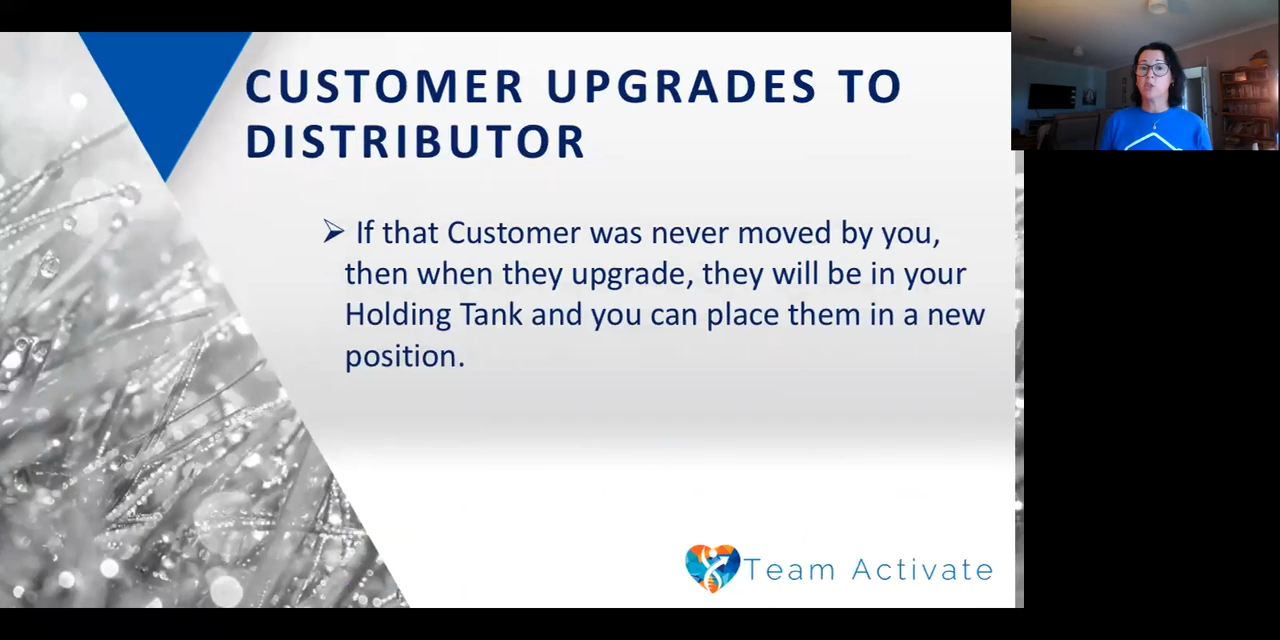 CUSTOMER UPGRADES TO
DISTRIBUTOR
➢ If that Customer was never moved by you,
then when they upgrade, they will be in your
Holding Tank and you can place them in a new
position.
Team Activate